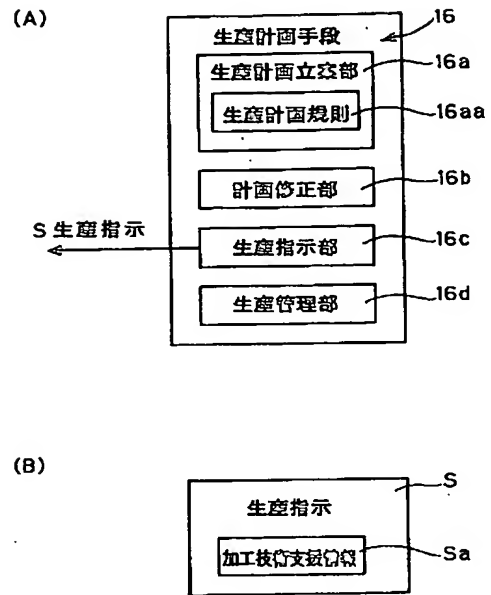 (A)
生産計画手段
16
生産計画立案部
16a
生産計画規則
16aa
計画修正部
16b
S 生産指示
生産指示部
16c
生産管理部
16d
(B)
生産指示
S
加工技術支援情報
Sa